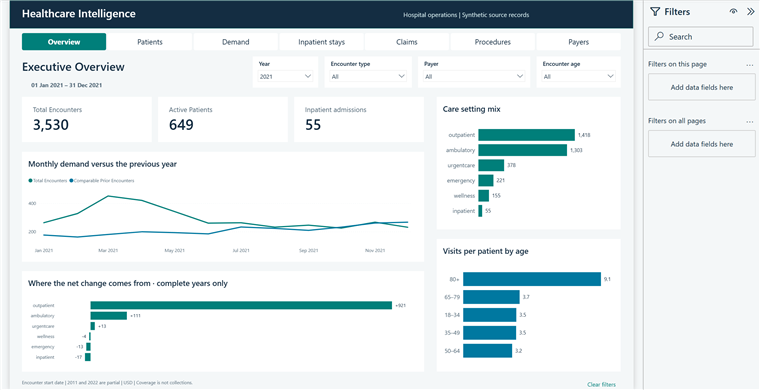 Healthcare Intelligence
Hospital operations | Synthetic source records
Overview
Patients
Demand
Inpatient stays
Claims
Procedures
Payers
Executive Overview
01 Jan 2021 – 31 Dec 2021
Year
2021
Encounter type
All
Payer
All
Encounter age
All
Total Encounters
3,530
Active Patients
649
Inpatient admissions
55
Monthly demand versus the previous year
Total Encounters
Comparable Prior Encounters
400
200
Jan 2021
Mar 2021
May 2021
Jul 2021
Sep 2021
Nov 2021
Where the net change comes from · complete years only
outpatient +921
ambulatory +111
urgentcare +13
wellness -4
emergency -13
inpatient -17
Care setting mix
outpatient 1,418
ambulatory 1,303
urgentcare 378
emergency 221
wellness 155
inpatient 55
Visits per patient by age
80+ 9.1
65–79 3.7
18–34 3.5
35–49 3.5
50–64 3.2
Encounter start date | 2011 and 2022 are partial | USD | Coverage is not collections.
Clear filters
Filters
Search
Filters on this page
...
Add data fields here
Filters on all pages
...
Add data fields here